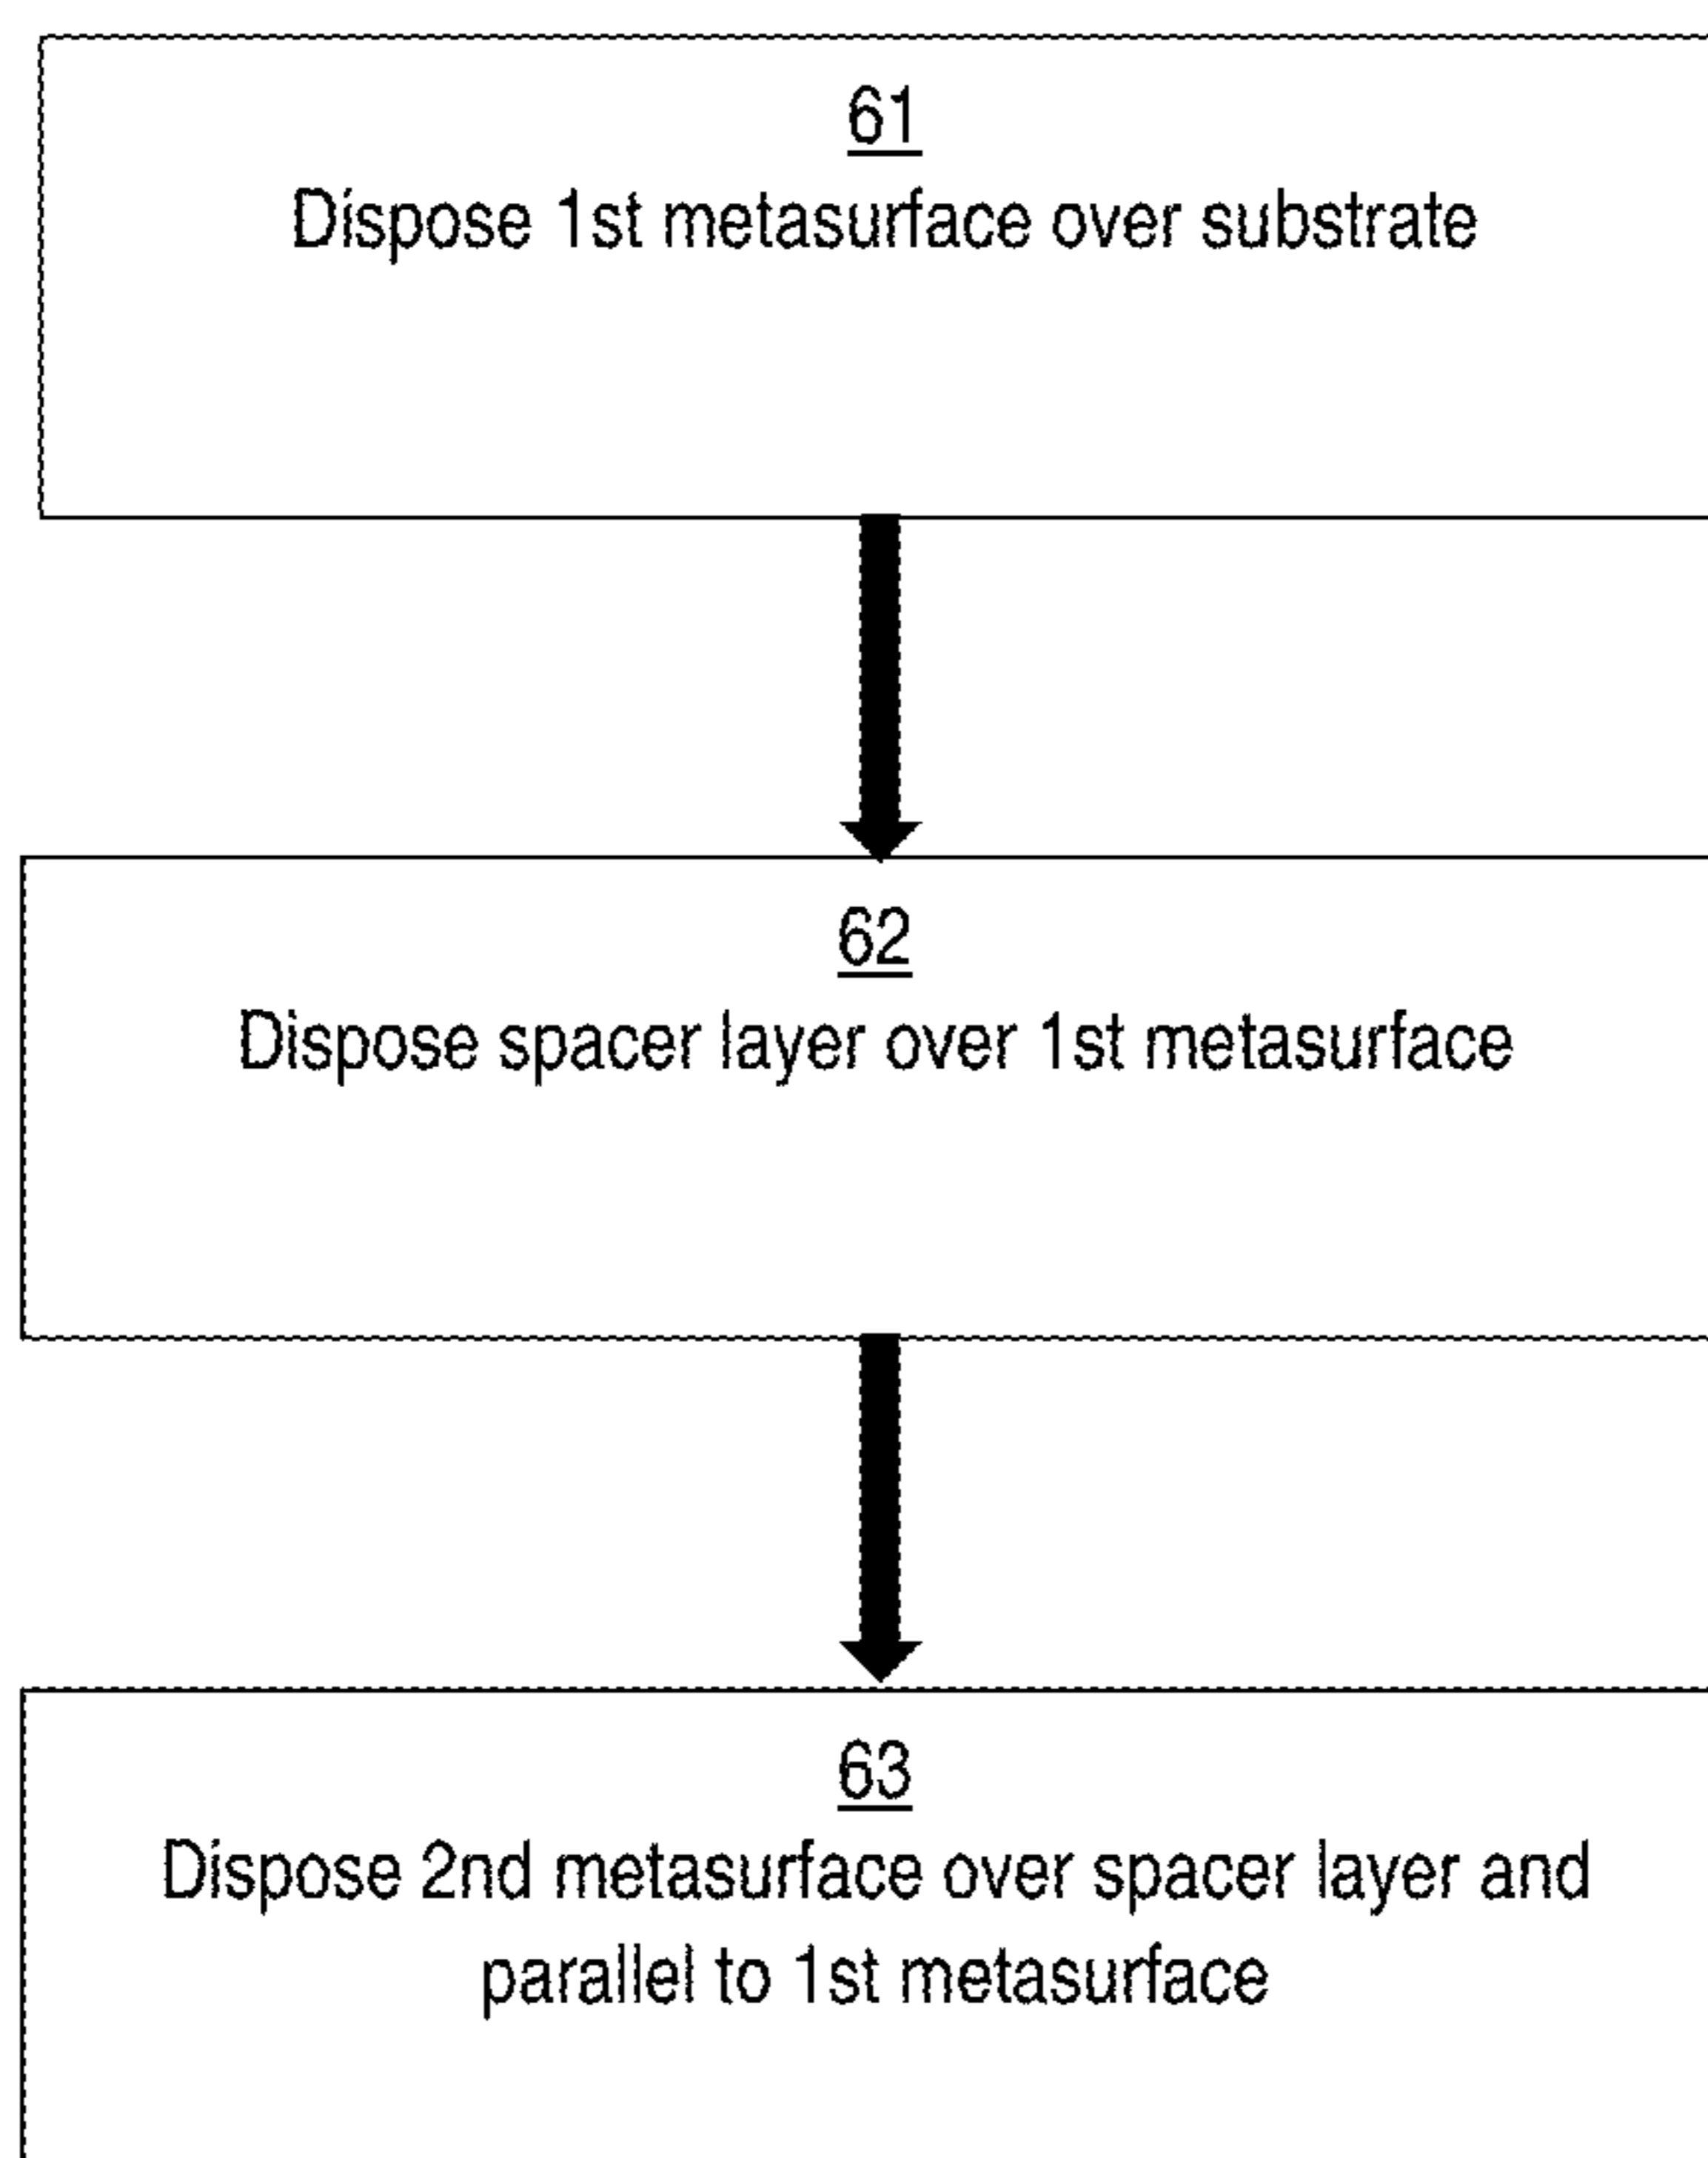 61
Dispose 1st metasurface over substrate
62
Dispose spacer layer over 1st metasurface
63
Dispose 2nd metasurface over spacer layer and
parallel to 1st metasurface